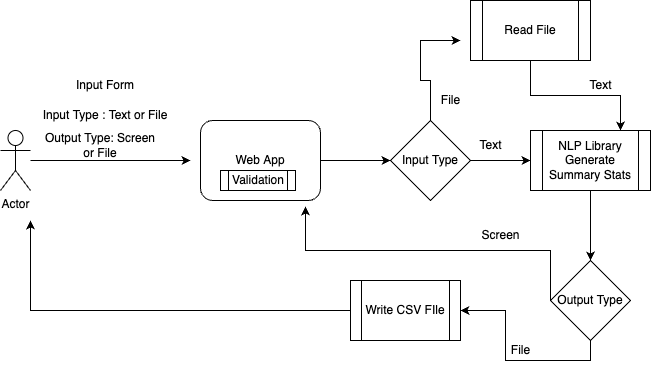 Read File
Input Form
Text
File
Input Type : Text or File
Output Type: Screen
or File
Web App
Validation
Input Type
Text
NLP Library
Generate
Summary Stats
Actor
Screen
Output Type
Write CSV FIle
File